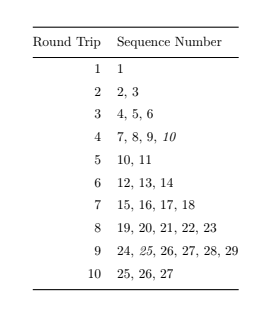 Round Trip Sequence Number
1 1
2 2, 3
3 4, 5, 6
4 7, 8, 9, 10
5 10, 11
6 12, 13, 14
7 15, 16, 17, 18
8 19, 20, 21, 22, 23
9 24, 25, 26, 27, 28, 29
10 25, 26, 27